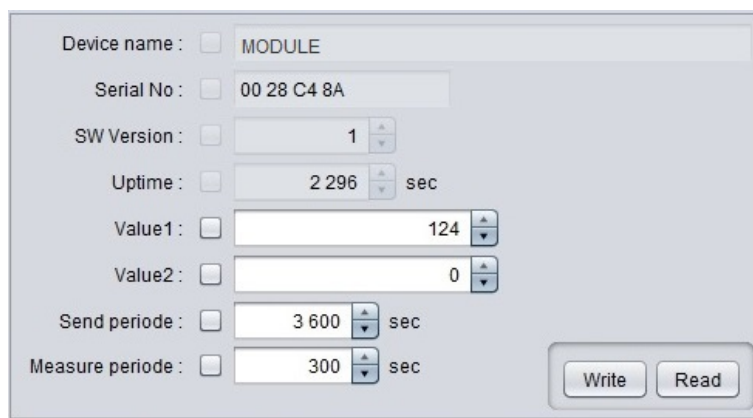 Device name : MODULE
Serial No : 00 28 C4 8A
SW Version : 1
Uptime : 2 296 sec
Value1 : 124
Value2 : 0
Send periode : 3 600 sec
Measure periode : 300 sec
Write Read